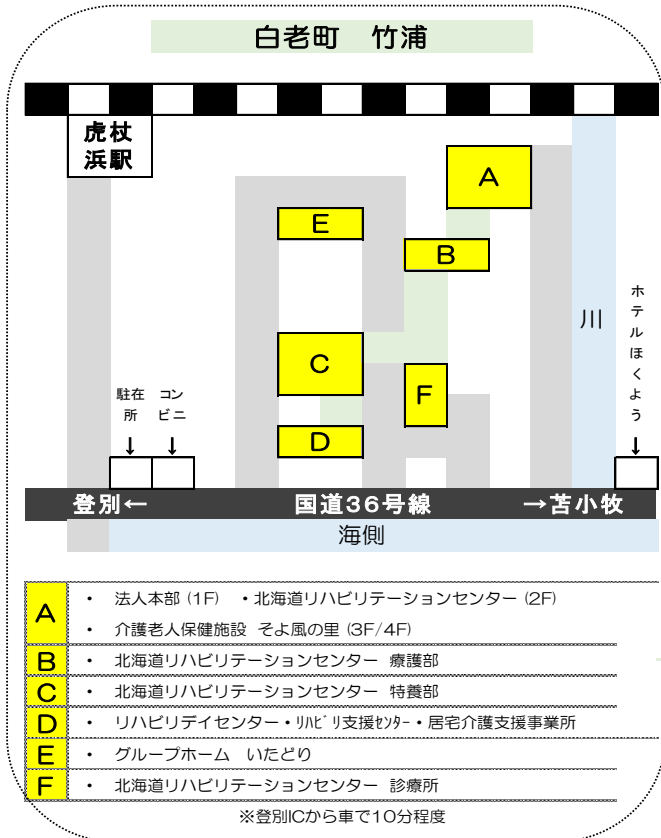 白老町　竹浦
虎杖
浜駅
A
E
B
C
F
D
川
ホテルほくよう
↓
駐在
所
↓
コン
ビニ
↓
登別← 国道36号線 →苫小牧
海側
A
・ 法人本部 (1F) ・北海道リハビリテーションセンター (2F)
・ 介護老人保健施設 そよ風の里 (3F/4F)
B ・ 北海道リハビリテーションセンター 療護部
C ・ 北海道リハビリテーションセンター 特養部
D ・ リハビリデイセンター・ﾘﾊﾋﾞﾘ支援ｾﾝﾀｰ・居宅介護支援事業所
E ・ グループホーム　いたどり
F ・ 北海道リハビリテーションセンター 診療所
※登別ICから車で10分程度